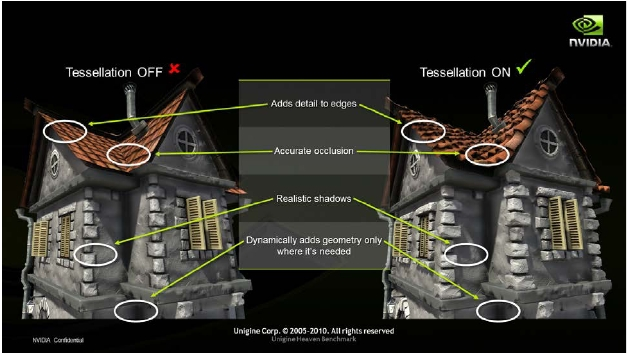 NVIDIA.
Tessellation OFF ✘
Tessellation ON ✓
Adds detail to edges
Accurate occlusion
Realistic shadows
Dynamically adds geometry only
where it's needed
Unigine Corp. © 2005-2010. All rights reserved
Unigine Heaven Benchmark
NVIDIA Confidential